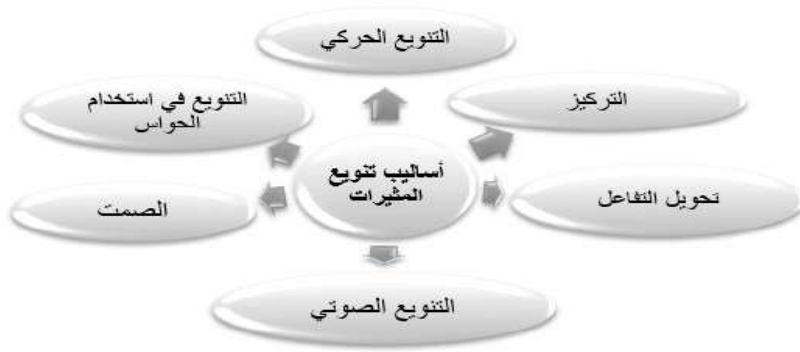 التنويع الحركي
التركيز
التنويع في استخدام
الحواس
أساليب تنويع
المثيرات
تحويل التفاعل
الصمت
التنويع الصوتي